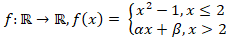 f: ℝ → ℝ, f(x) = { x² − 1, x ≤ 2
αx + β, x > 2